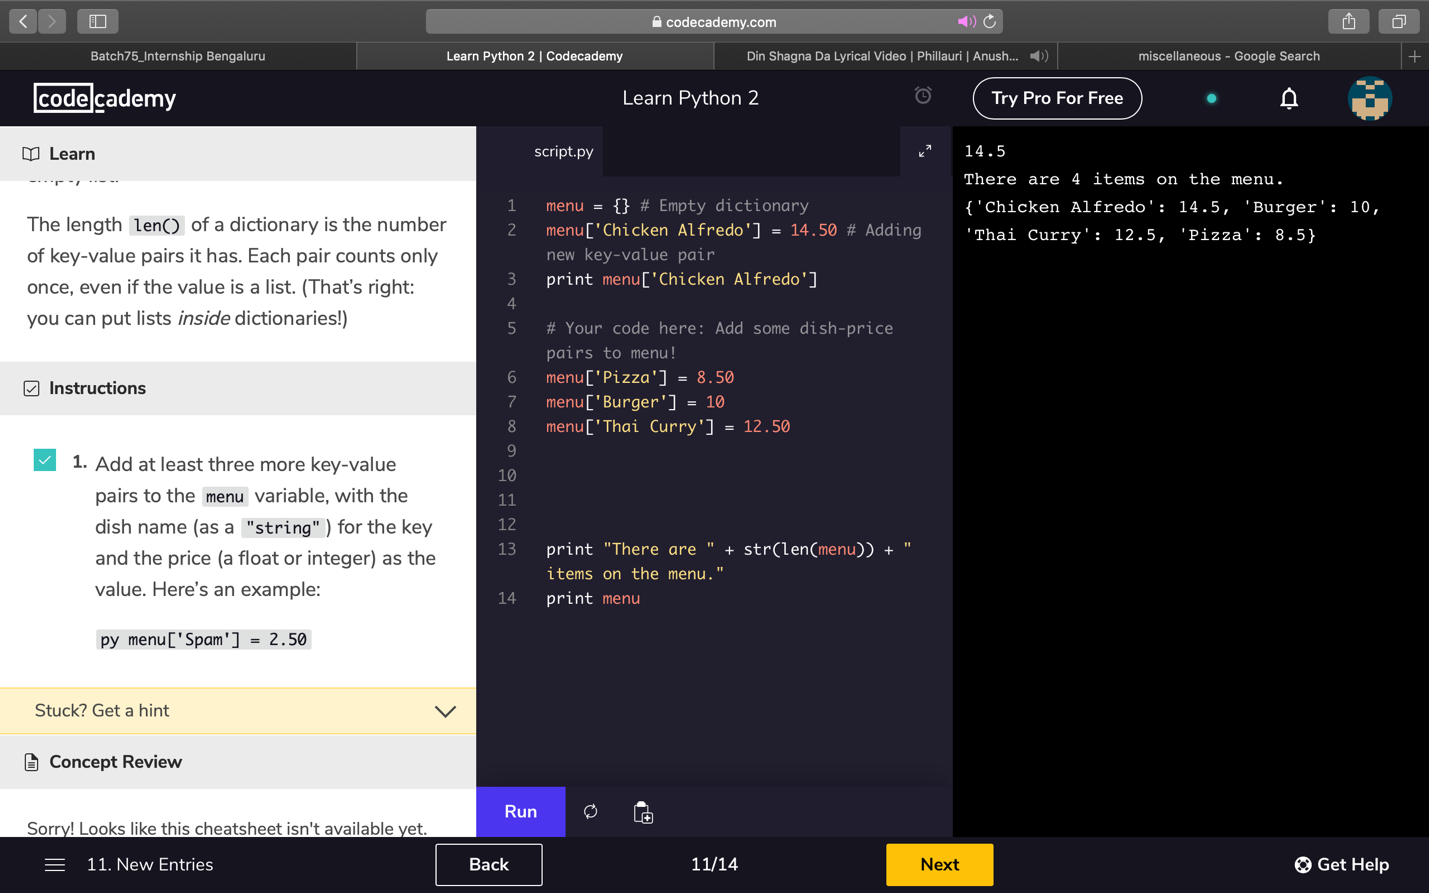 codecademy.com
Batch75_Internship Bengaluru
Learn Python 2 | Codecademy
Din Shagna Da Lyrical Video | Phillauri | Anush...
miscellaneous - Google Search
codecademy
Learn Python 2
Try Pro For Free
Learn
empty list.
The length len() of a dictionary is the number
of key-value pairs it has. Each pair counts only
once, even if the value is a list. (That’s right:
you can put lists inside dictionaries!)
Instructions
1. Add at least three more key-value
pairs to the menu variable, with the
dish name (as a "string") for the key
and the price (a float or integer) as the
value. Here’s an example:
py menu['Spam'] = 2.50
Stuck? Get a hint
Concept Review
Sorry! Looks like this cheatsheet isn't available yet.
script.py
1 menu = {} # Empty dictionary
2 menu['Chicken Alfredo'] = 14.50 # Adding
new key-value pair
3 print menu['Chicken Alfredo']
4
5 # Your code here: Add some dish-price
pairs to menu!
6 menu['Pizza'] = 8.50
7 menu['Burger'] = 10
8 menu['Thai Curry'] = 12.50
9
10
11
12
13 print "There are " + str(len(menu)) + "
items on the menu."
14 print menu
Run
14.5
There are 4 items on the menu.
{'Chicken Alfredo': 14.5, 'Burger': 10,
'Thai Curry': 12.5, 'Pizza': 8.5}
11. New Entries
Back
11/14
Next
Get Help